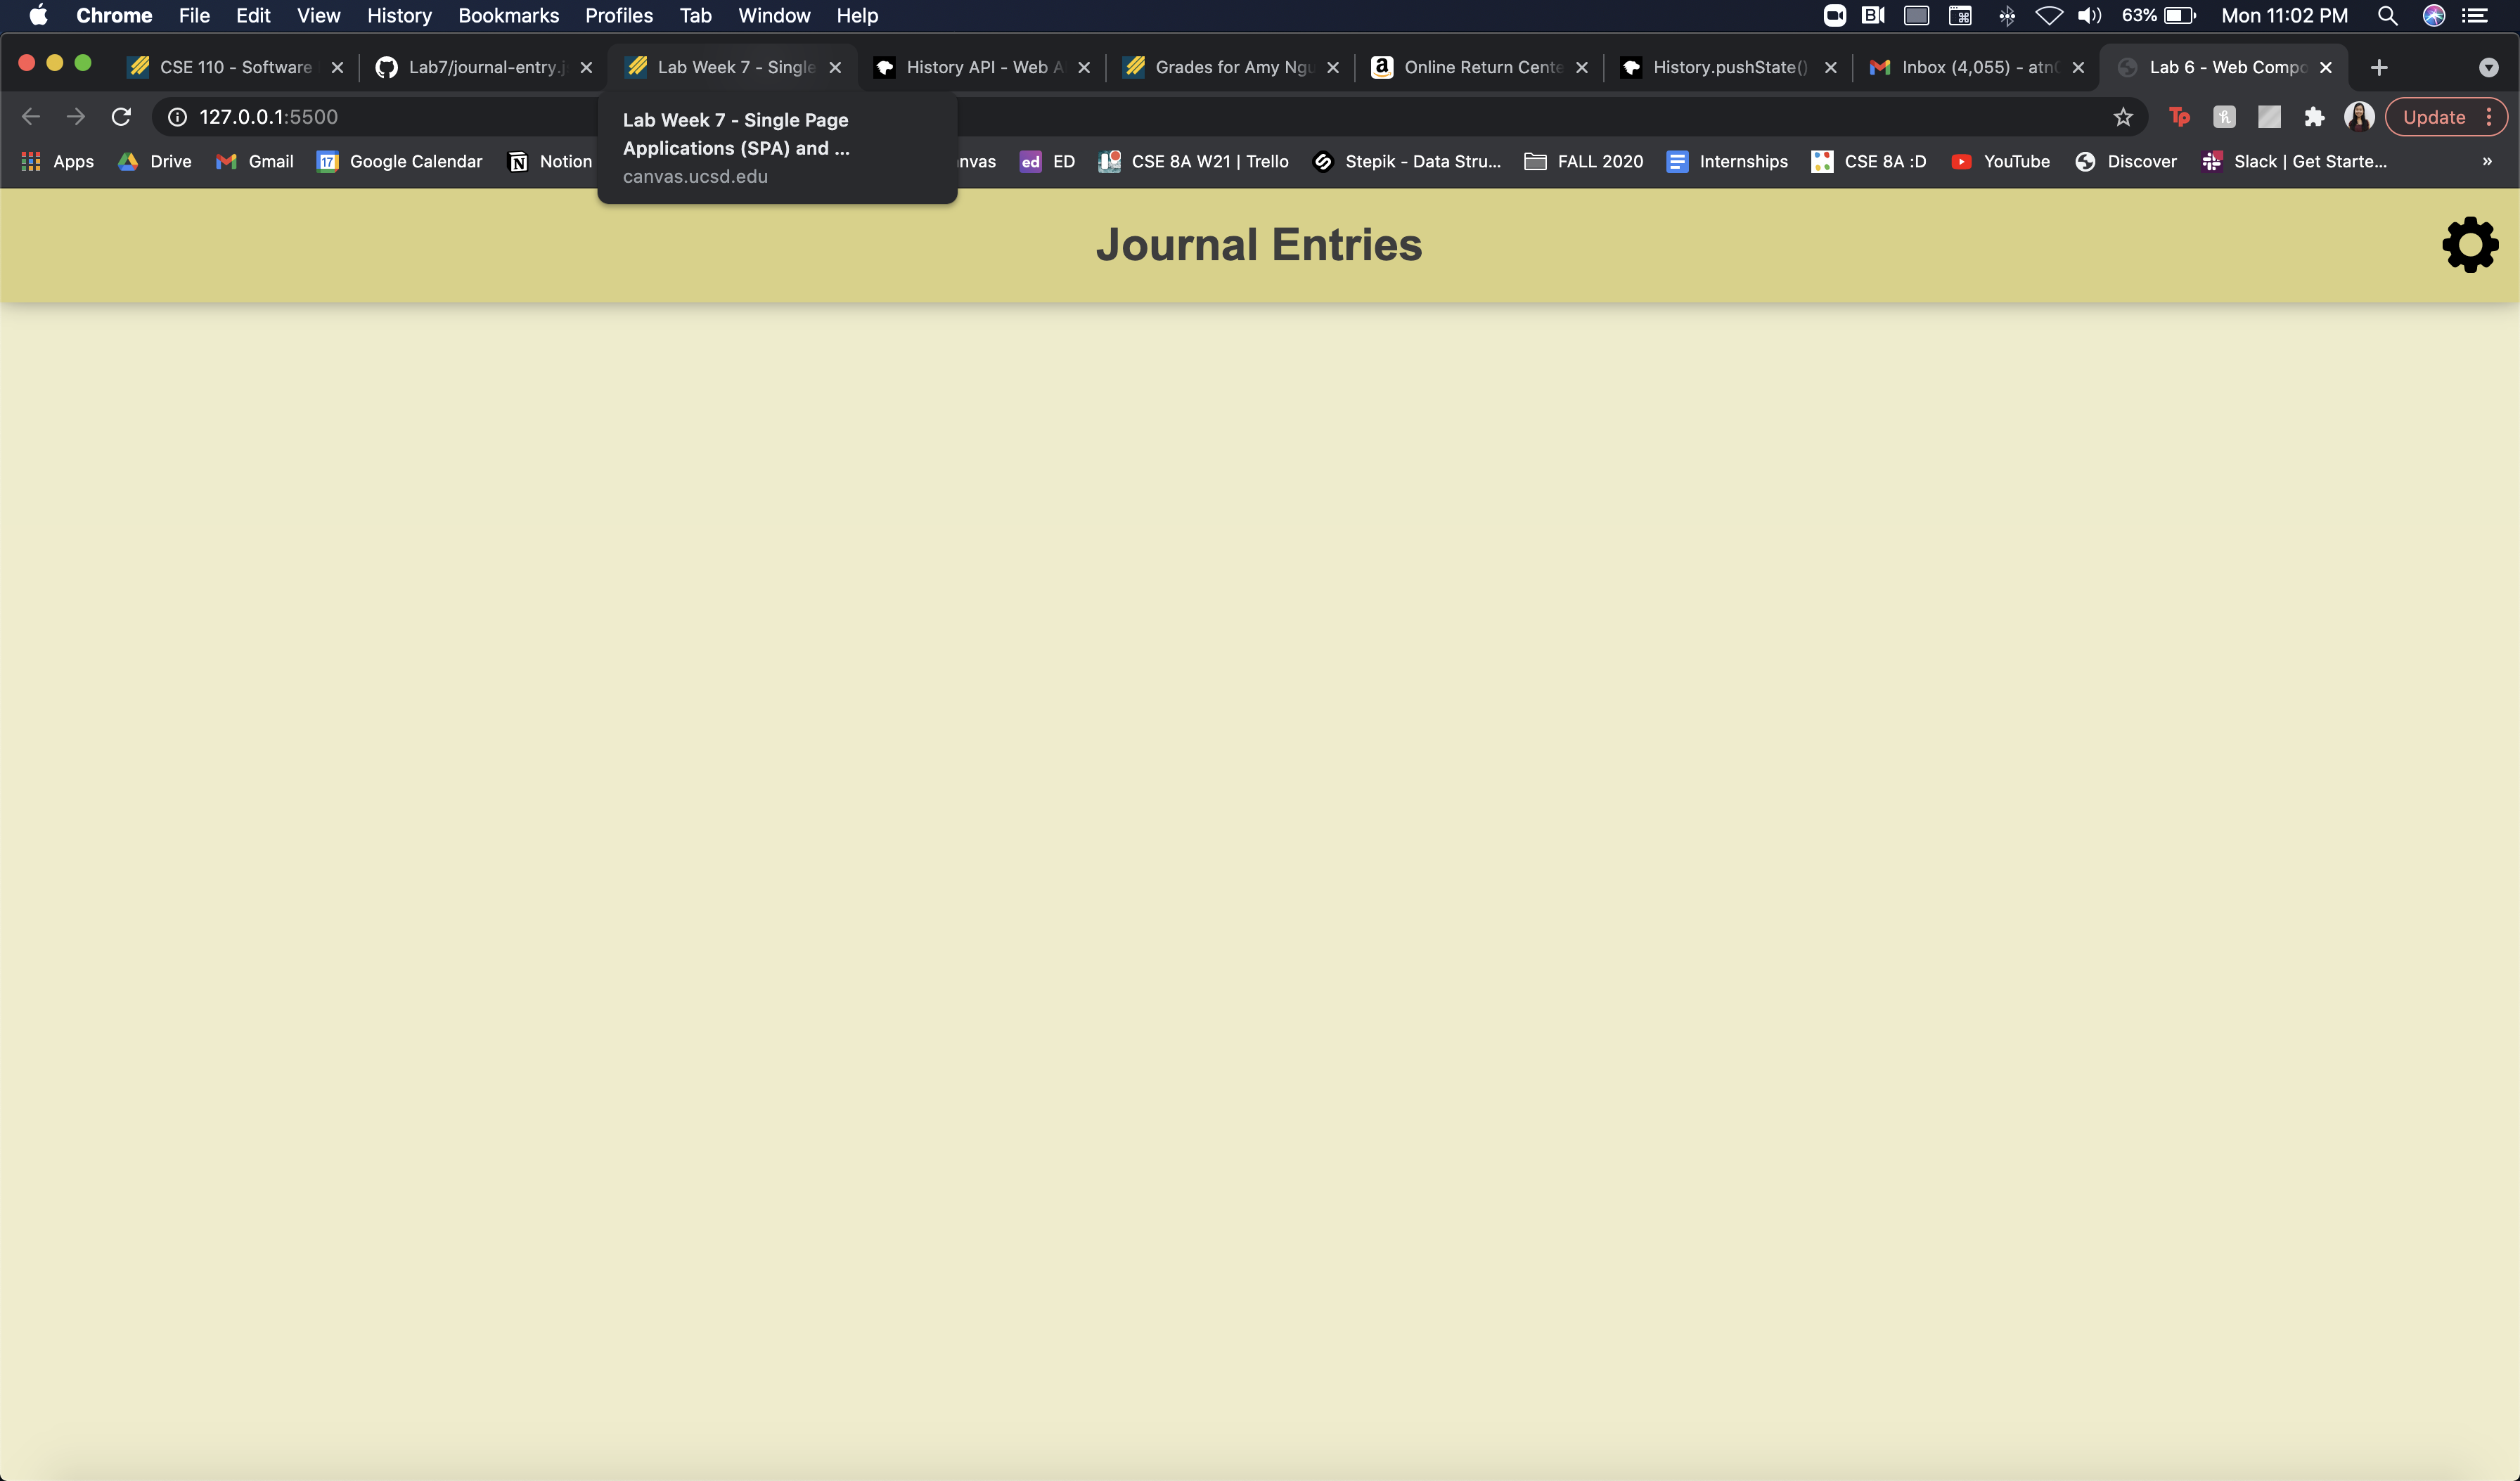 Chrome File Edit View History Bookmarks Profiles Tab Window Help 63% Mon 11:02 PM
CSE 110 - Software Lab7/journal-entry.j Lab Week 7 - Single History API - Web A Grades for Amy Ngu Online Return Cente History.pushState() Inbox (4,055) - atn Lab 6 - Web Compo
127.0.0.1:5500 Update
Lab Week 7 - Single Page
Applications (SPA) and ...
canvas.ucsd.edu
Apps Drive Gmail 17 Google Calendar Notion nvas ed ED CSE 8A W21 | Trello Stepik - Data Stru... FALL 2020 Internships CSE 8A :D YouTube Discover Slack | Get Starte... »
Journal Entries